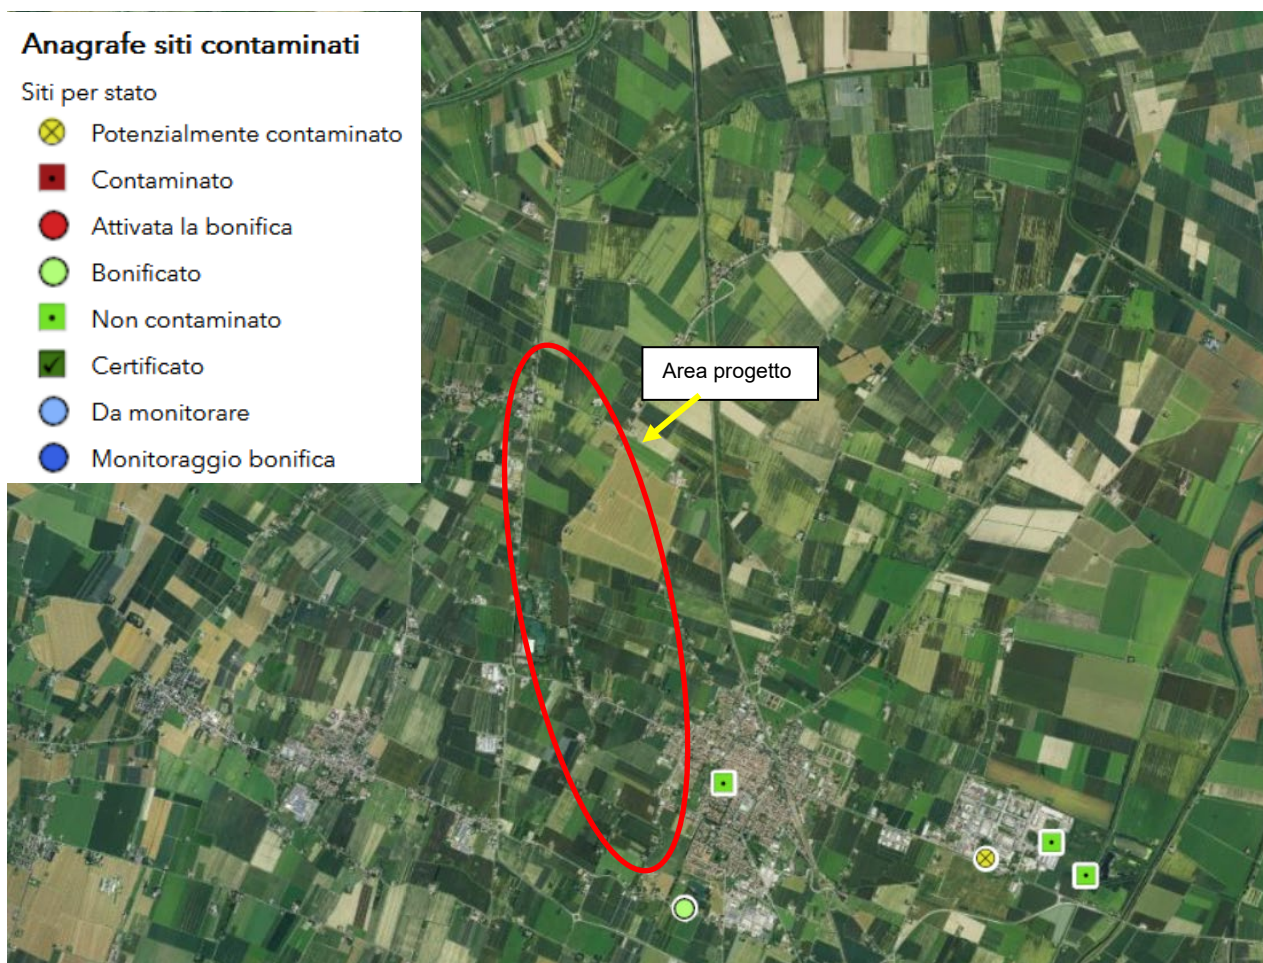 Anagrafe siti contaminati
Siti per stato
Potenzialmente contaminato
Contaminato
Attivata la bonifica
Bonificato
Non contaminato
Certificato
Da monitorare
Monitoraggio bonifica
Area progetto